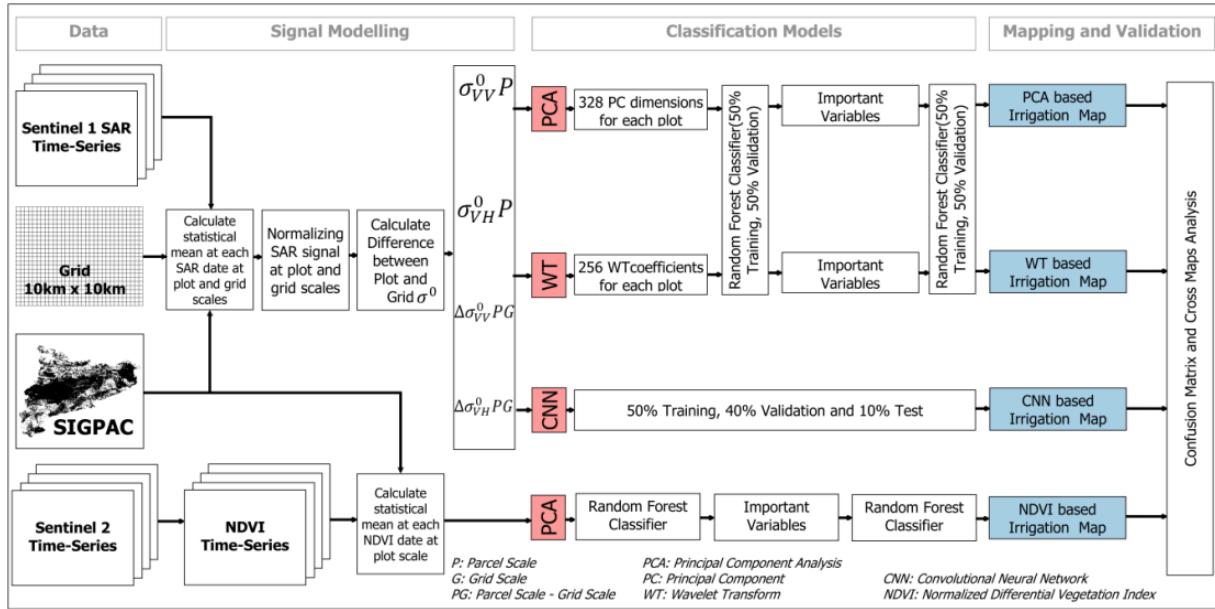 Data
Signal Modelling
Classification Models
Mapping and Validation
Sentinel 1 SAR
Time-Series
Grid
10km x 10km
SIGPAC
Sentinel 2
Time-Series
NDVI
Time-Series
Calculate
statistical
mean at each
SAR date at
plot and grid
scales
Normalizing
SAR signal
at plot and
grid scales
Calculate
Difference
between
Plot and
Grid σ⁰
Calculate
statistical
mean at each
NDVI date at
plot scale
σ⁰VV P
σ⁰VH P
Δσ⁰VV PG
Δσ⁰VH PG
PCA
328 PC dimensions
for each plot
WT
256 WTcoefficients
for each plot
Random Forest Classifier(50%
Training, 50% Validation)
Important
Variables
Important
Variables
Random Forest Classifier(50%
Training, 50% Validation)
PCA based
Irrigation Map
WT based
Irrigation Map
CNN
50% Training, 40% Validation and 10% Test
CNN based
Irrigation Map
PCA
Random Forest
Classifier
Important
Variables
Random Forest
Classifier
NDVI based
Irrigation Map
Confusion Matrix and Cross Maps Analysis
P: Parcel Scale
G: Grid Scale
PG: Parcel Scale - Grid Scale
PCA: Principal Component Analysis
PC: Principal Component
WT: Wavelet Transform
CNN: Convolutional Neural Network
NDVI: Normalized Differential Vegetation Index